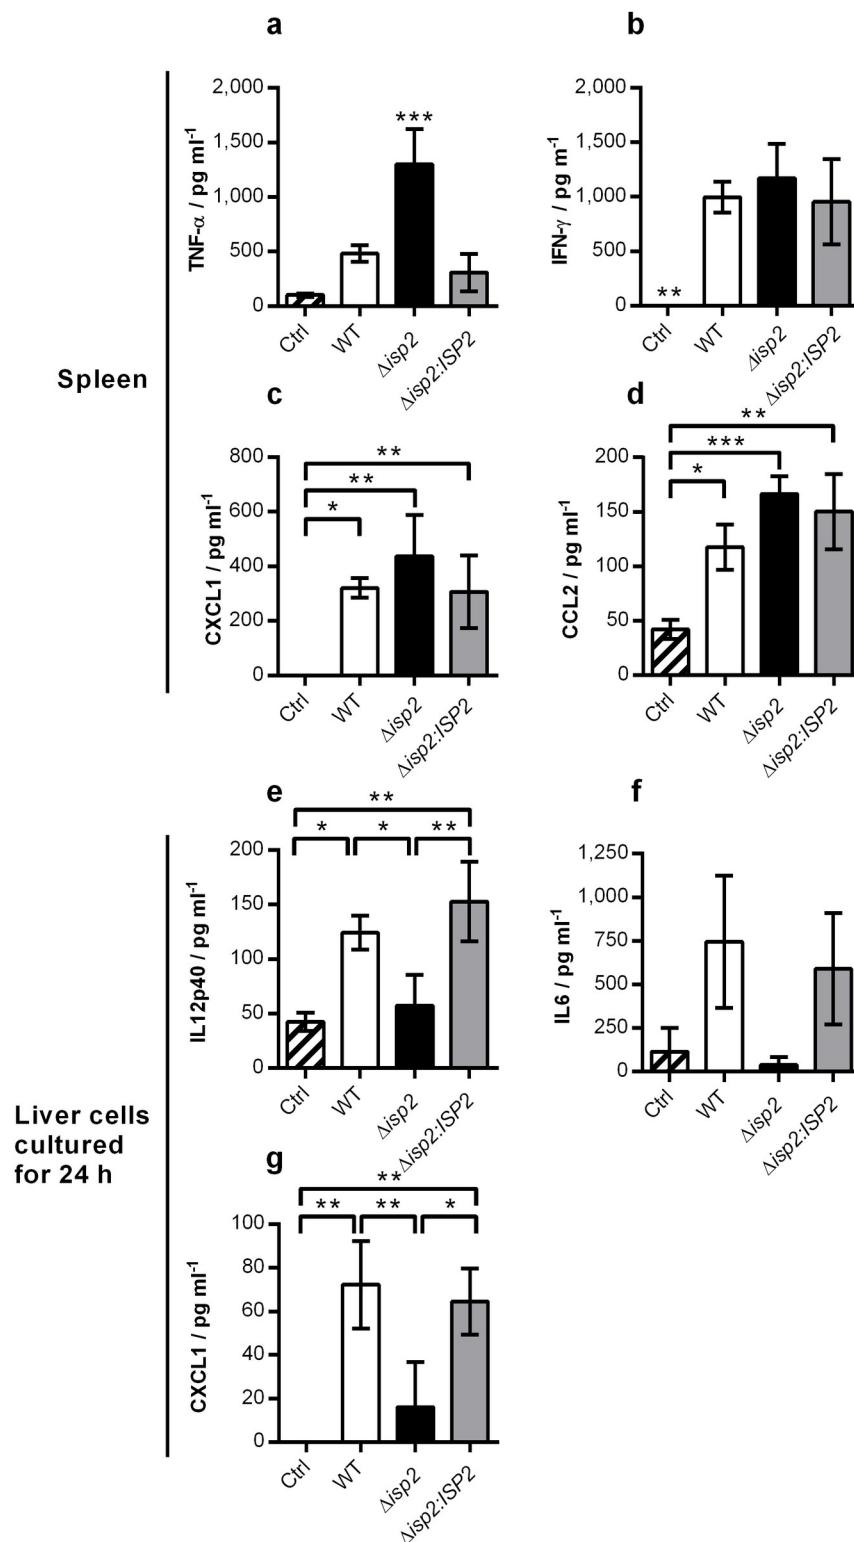 a
b
TNF-α / pg ml-1
2,000
1,500
1,000
500
0
***
Ctrl
WT
Δisp2
Δisp2:ISP2
IFN-γ / pg m-1
2,000
1,500
1,000
500
0
**
Ctrl
WT
Δisp2
Δisp2:ISP2
Spleen
c
d
CXCL1 / pg ml-1
800
600
400
200
0
**
**
*
Ctrl
WT
Δisp2
Δisp2:ISP2
CCL2 / pg ml-1
200
150
100
50
0
**
***
*
Ctrl
WT
Δisp2
Δisp2:ISP2
e
f
IL12p40 / pg ml-1
200
150
100
50
0
**
* * **
Ctrl
WT
Δisp2
Δisp2:ISP2
IL6 / pg ml-1
1,250
1,000
750
500
250
0
Ctrl
WT
Δisp2
Δisp2:ISP2
Liver cells
cultured
for 24 h
g
CXCL1 / pg ml-1
100
80
60
40
20
0
**
** ** *
Ctrl
WT
Δisp2
Δisp2:ISP2